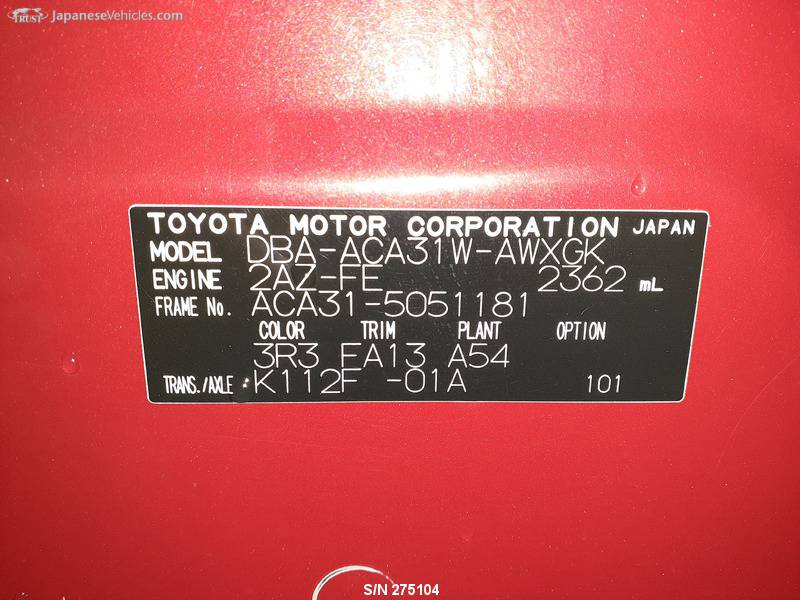 TRUST JapaneseVehicles.com
TOYOTA MOTOR CORPORATION JAPAN
MODEL DBA-ACA31W-AWXGK
ENGINE 2AZ-FE 2362 mL
FRAME No. ACA31-5051181
COLOR TRIM PLANT OPTION
3R3 FA13 A54
TRANS./AXLE : K112F -01A 101
S/N 275104